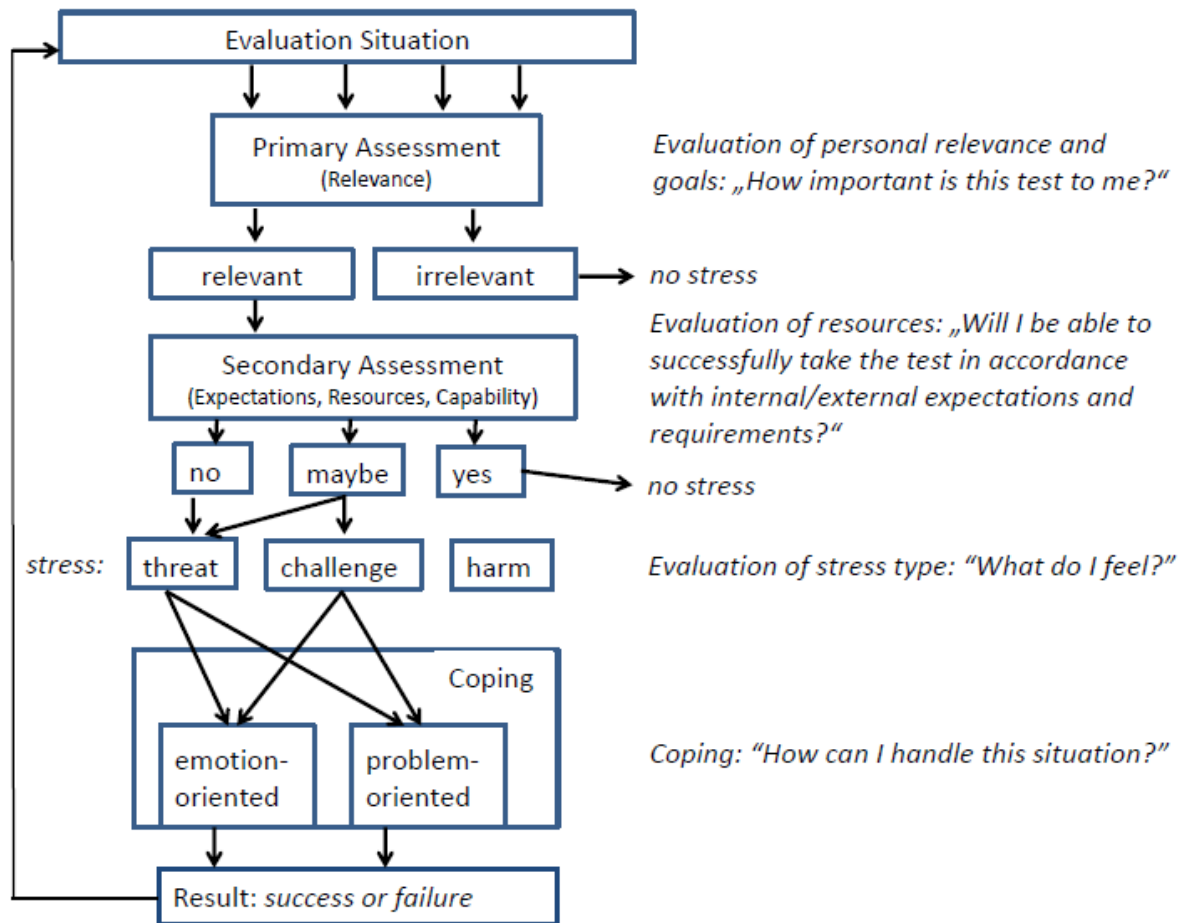 Evaluation Situation
Primary Assessment
(Relevance)
Evaluation of personal relevance and
goals: „How important is this test to me?“
relevant
irrelevant
no stress
Secondary Assessment
(Expectations, Resources, Capability)
Evaluation of resources: „Will I be able to
successfully take the test in accordance
with internal/external expectations and
requirements?“
no
maybe
yes
no stress
stress:
threat
challenge
harm
Evaluation of stress type: “What do I feel?”
Coping
emotion-
oriented
problem-
oriented
Coping: “How can I handle this situation?”
Result: success or failure